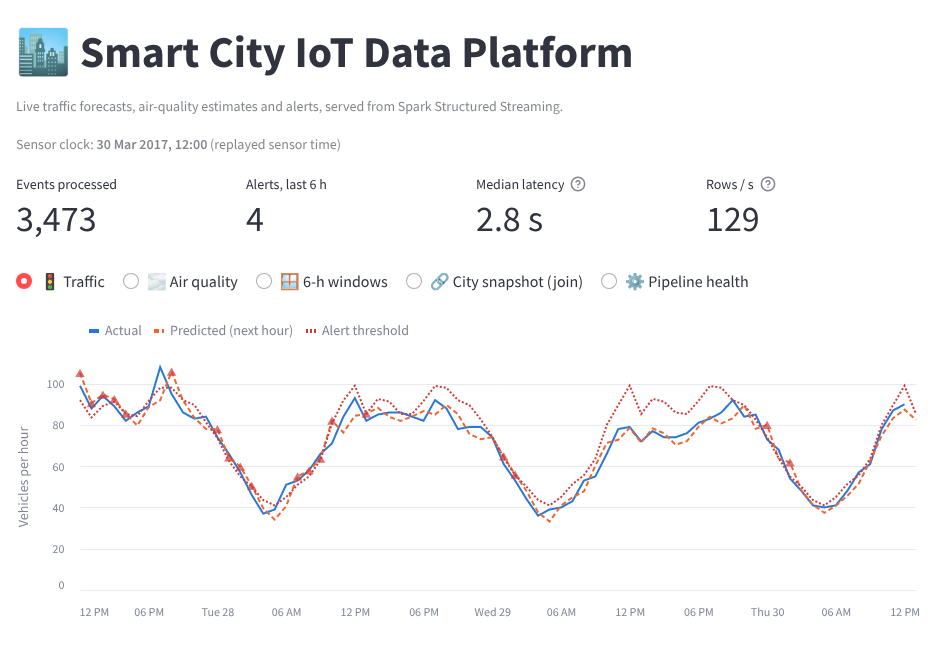 Smart City IoT Data Platform
Live traffic forecasts, air-quality estimates and alerts, served from Spark Structured Streaming.
Sensor clock: 30 Mar 2017, 12:00 (replayed sensor time)
Events processed Alerts, last 6 h Median latency ? Rows / s ?
3,473 4 2.8 s 129
Traffic Air quality 6-h windows City snapshot (join) Pipeline health
Actual Predicted (next hour) Alert threshold
Vehicles per hour
100
80
60
40
20
0
12 PM 06 PM Tue 28 06 AM 12 PM 06 PM Wed 29 06 AM 12 PM 06 PM Thu 30 06 AM 12 PM